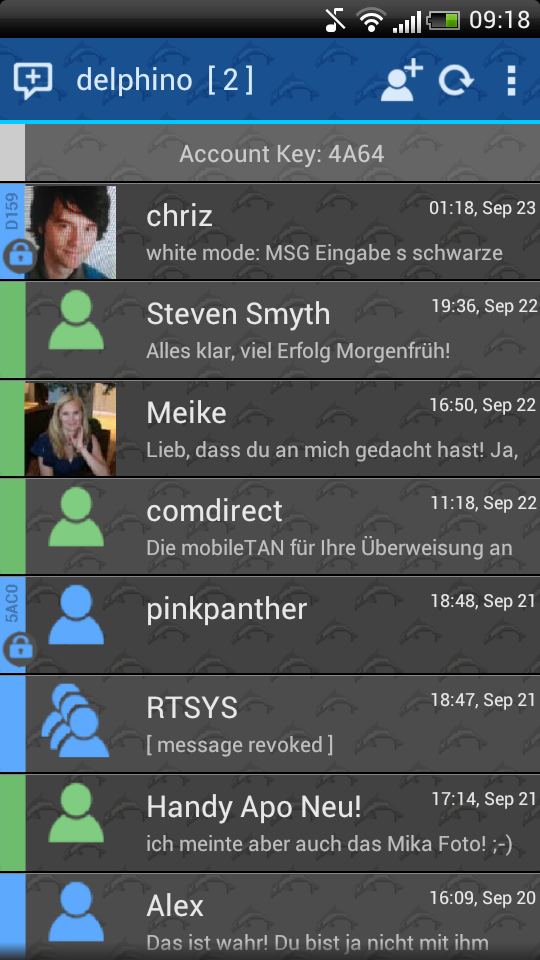 09:18
delphino [ 2 ]
Account Key: 4A64
D159
chriz
01:18, Sep 23
white mode: MSG Eingabe s schwarze
Steven Smyth
19:36, Sep 22
Alles klar, viel Erfolg Morgenfrüh!
Meike
16:50, Sep 22
Lieb, dass du an mich gedacht hast! Ja,
comdirect
11:18, Sep 22
Die mobileTAN für Ihre Überweisung an
5AC0
pinkpanther
18:48, Sep 21
RTSYS
18:47, Sep 21
[ message revoked ]
Handy Apo Neu!
17:14, Sep 21
ich meinte aber auch das Mika Foto! ;-)
Alex
16:09, Sep 20
Das ist wahr! Du bist ja nicht mit ihm